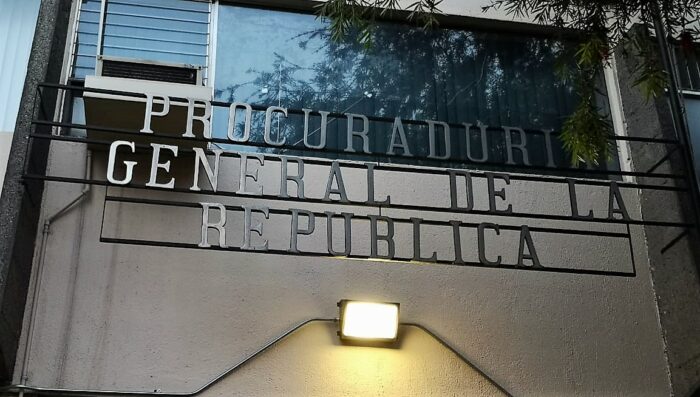 PROCURADURIA
GENERAL DE LA
REPUBLICA